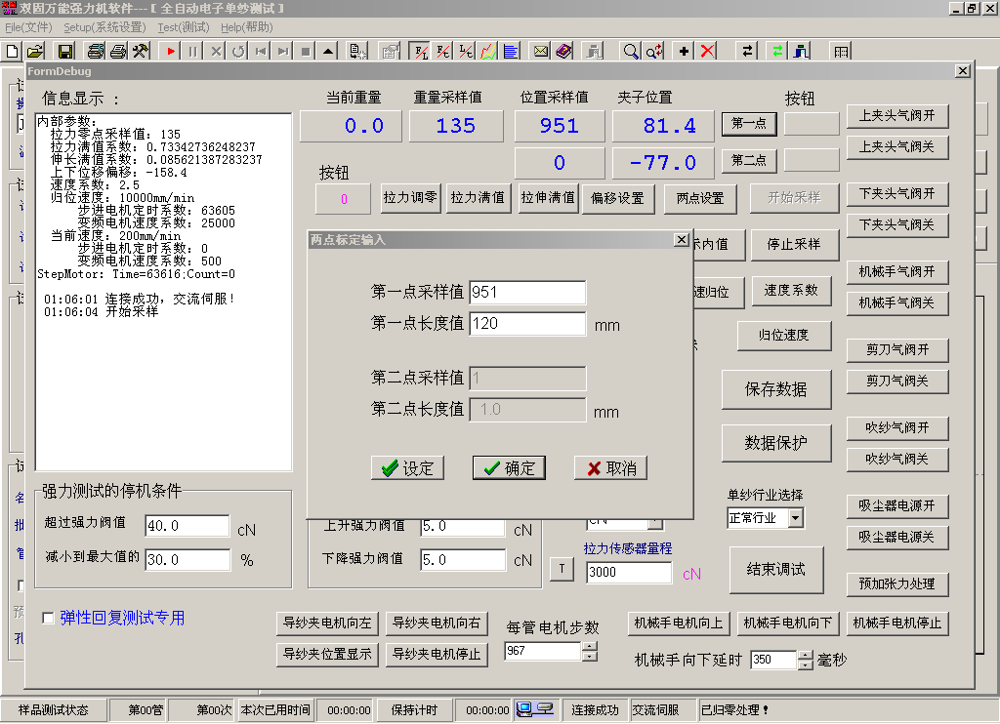 双固万能强力机软件---[ 全自动电子单纱测试 ]
File(文件) Setup(系统设置) Test(测试) Help(帮助)
FormDebug
信息显示 ：
内部参数:
拉力零点采样值: 135
拉力满值系数: 0.73342736248237
伸长满值系数: 0.085621387283237
上下位移偏移: -158.4
速度系数: 2.5
归位速度: 10000mm/min
步进电机定时系数: 63605
变频电机速度系数: 25000
当前速度: 200mm/min
步进电机定时系数: 0
变频电机速度系数: 500
StepMotor: Time=63616;Count=0
01:06:01 连接成功, 交流伺服!
01:06:04 开始采样
当前重量 重量采样值 位置采样值 夹子位置 按钮
0.0 135 951 81.4 第一点
0 -77.0 第二点
按钮
0 拉力调零 拉力满值 拉伸满值 偏移设置 两点设置 开始采样
示内值 停止采样
速归位 速度系数
归位速度
保存数据
数据保护
单纱行业选择
正常行业
结束调试
上夹头气阀开
上夹头气阀关
下夹头气阀开
下夹头气阀关
机械手气阀开
机械手气阀关
剪刀气阀开
剪刀气阀关
吹纱气阀开
吹纱气阀关
吸尘器电源开
吸尘器电源关
预加张力处理
两点标定输入
第一点采样值 951
第一点长度值 120 mm
第二点采样值 1
第二点长度值 1.0 mm
设定 确定 取消
强力测试的停机条件
超过强力阀值 40.0 cN
减小到最大值的 30.0 %
上升强力阀值 5.0 cN
下降强力阀值 5.0 cN
T
cN
拉力传感器量程
3000 cN
弹性回复测试专用
导纱夹电机向左 导纱夹电机向右
导纱夹位置显示 导纱夹电机停止
每管电机步数
967
机械手电机向上 机械手电机向下 机械手电机停止
机械手向下延时 350 毫秒
样品测试状态 第00管 第00次 本次已用时间 00:00:00 保持计时 00:00:00 连接成功 交流伺服 已归零处理！